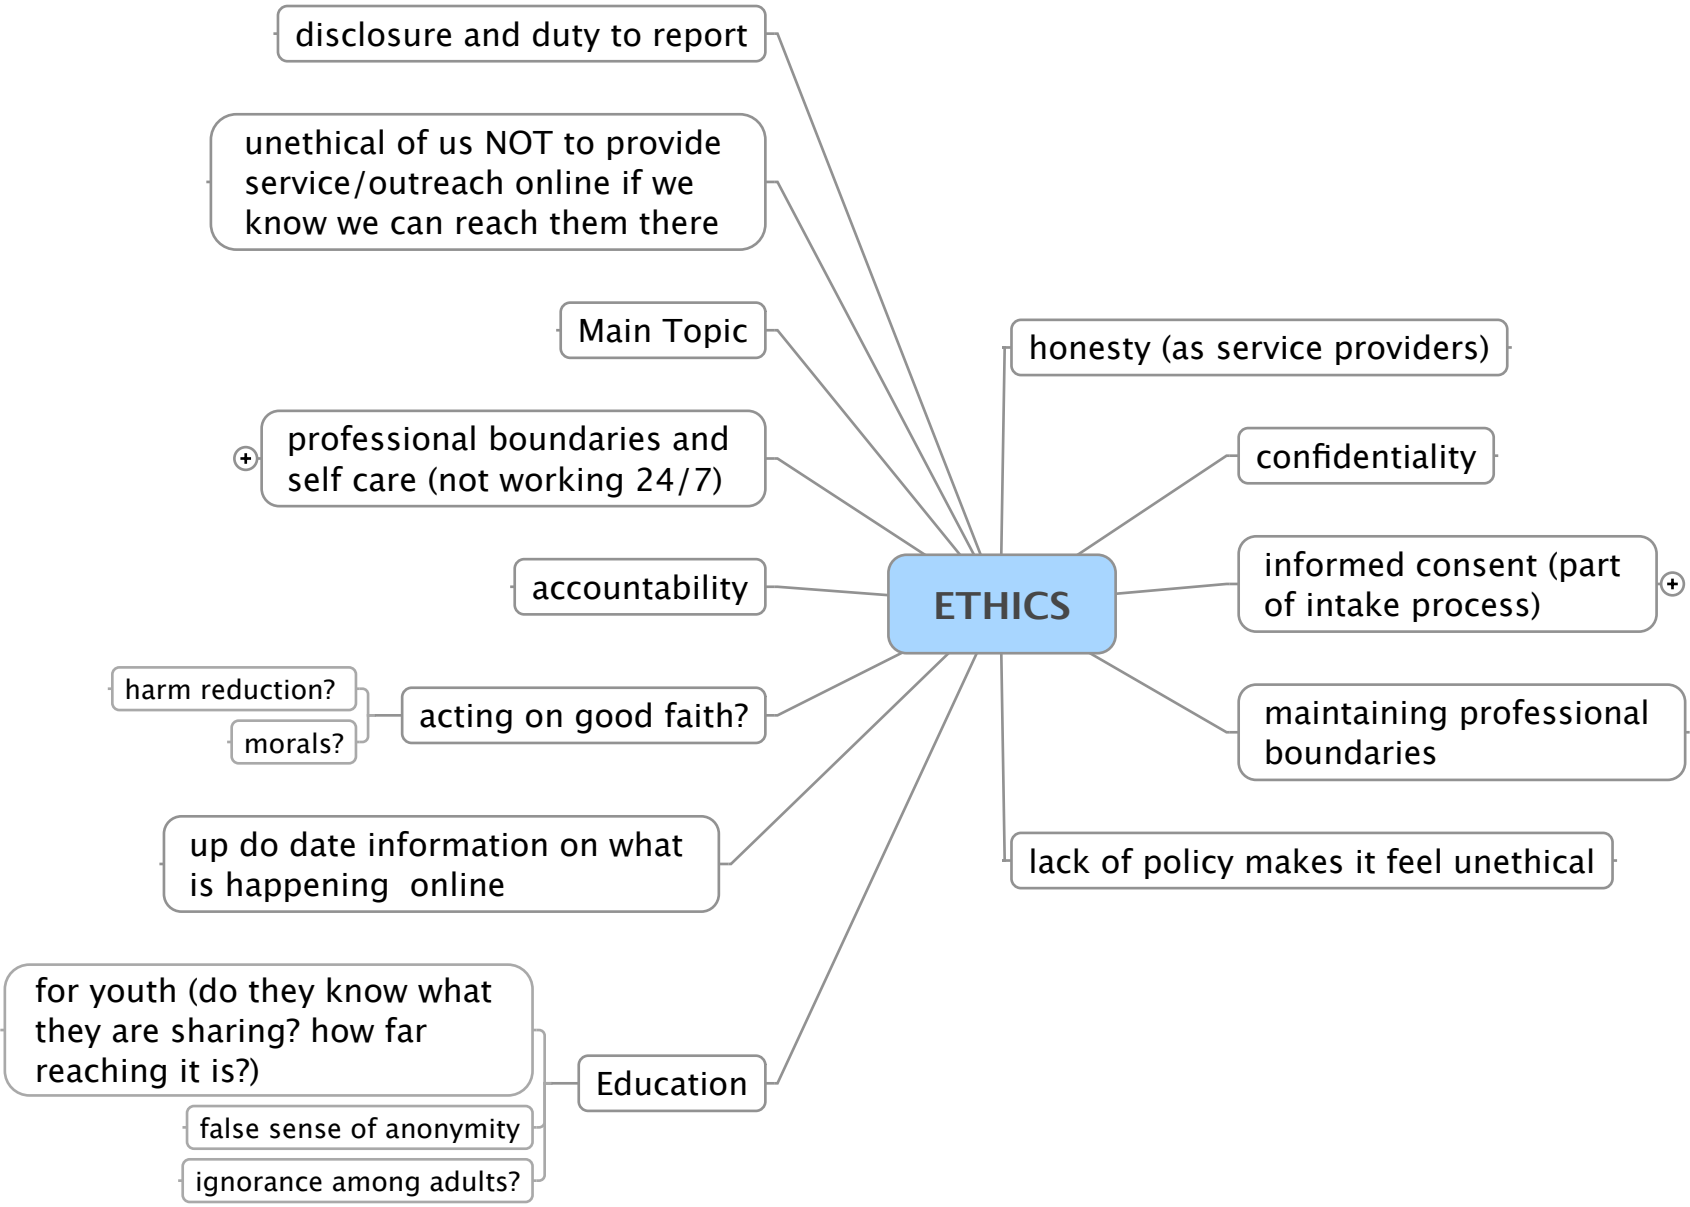 disclosure and duty to report
unethical of us NOT to provide
service/outreach online if we
know we can reach them there
Main Topic
professional boundaries and
self care (not working 24/7)
accountability
acting on good faith?
harm reduction?
morals?
up do date information on what
is happening online
Education
for youth (do they know what
they are sharing? how far
reaching it is?)
false sense of anonymity
ignorance among adults?
ETHICS
honesty (as service providers)
confidentiality
informed consent (part
of intake process)
maintaining professional
boundaries
lack of policy makes it feel unethical